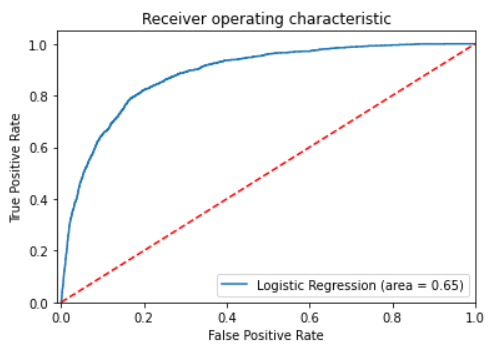 Receiver operating characteristic
1.0
0.8
0.6
0.4
0.2
0.0
True Positive Rate
Logistic Regression (area = 0.65)
0.0 0.2 0.4 0.6 0.8 1.0
False Positive Rate